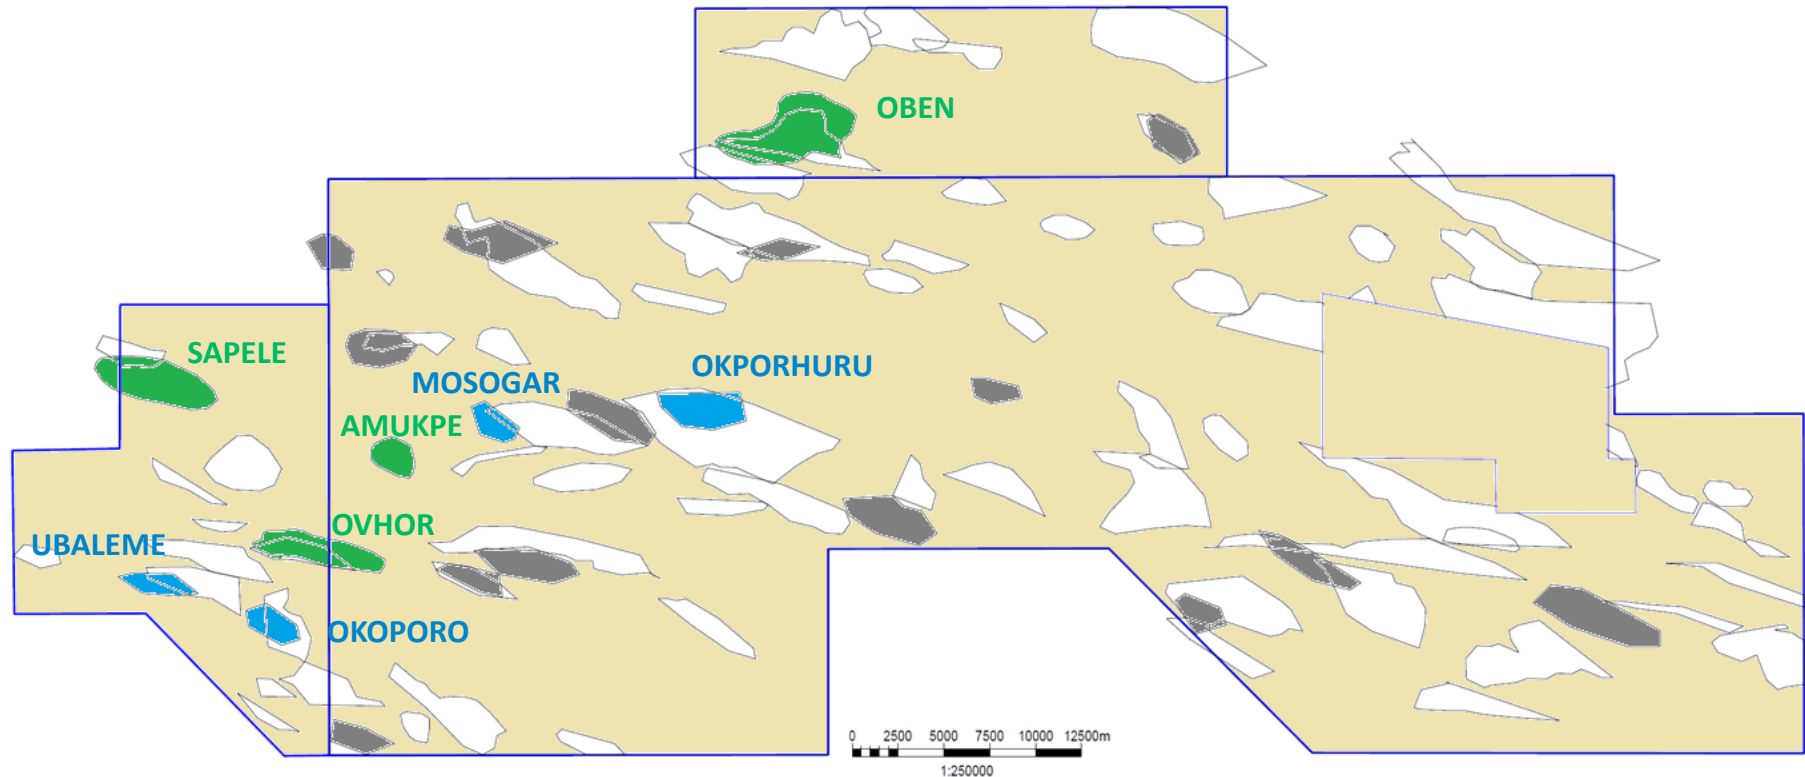 OBEN
SAPELE
OKPORHURU
MOSOGAR
AMUKPE
OVHOR
UBALEME
OKOPORO
0 2500 5000 7500 10000 12500m
1:250000